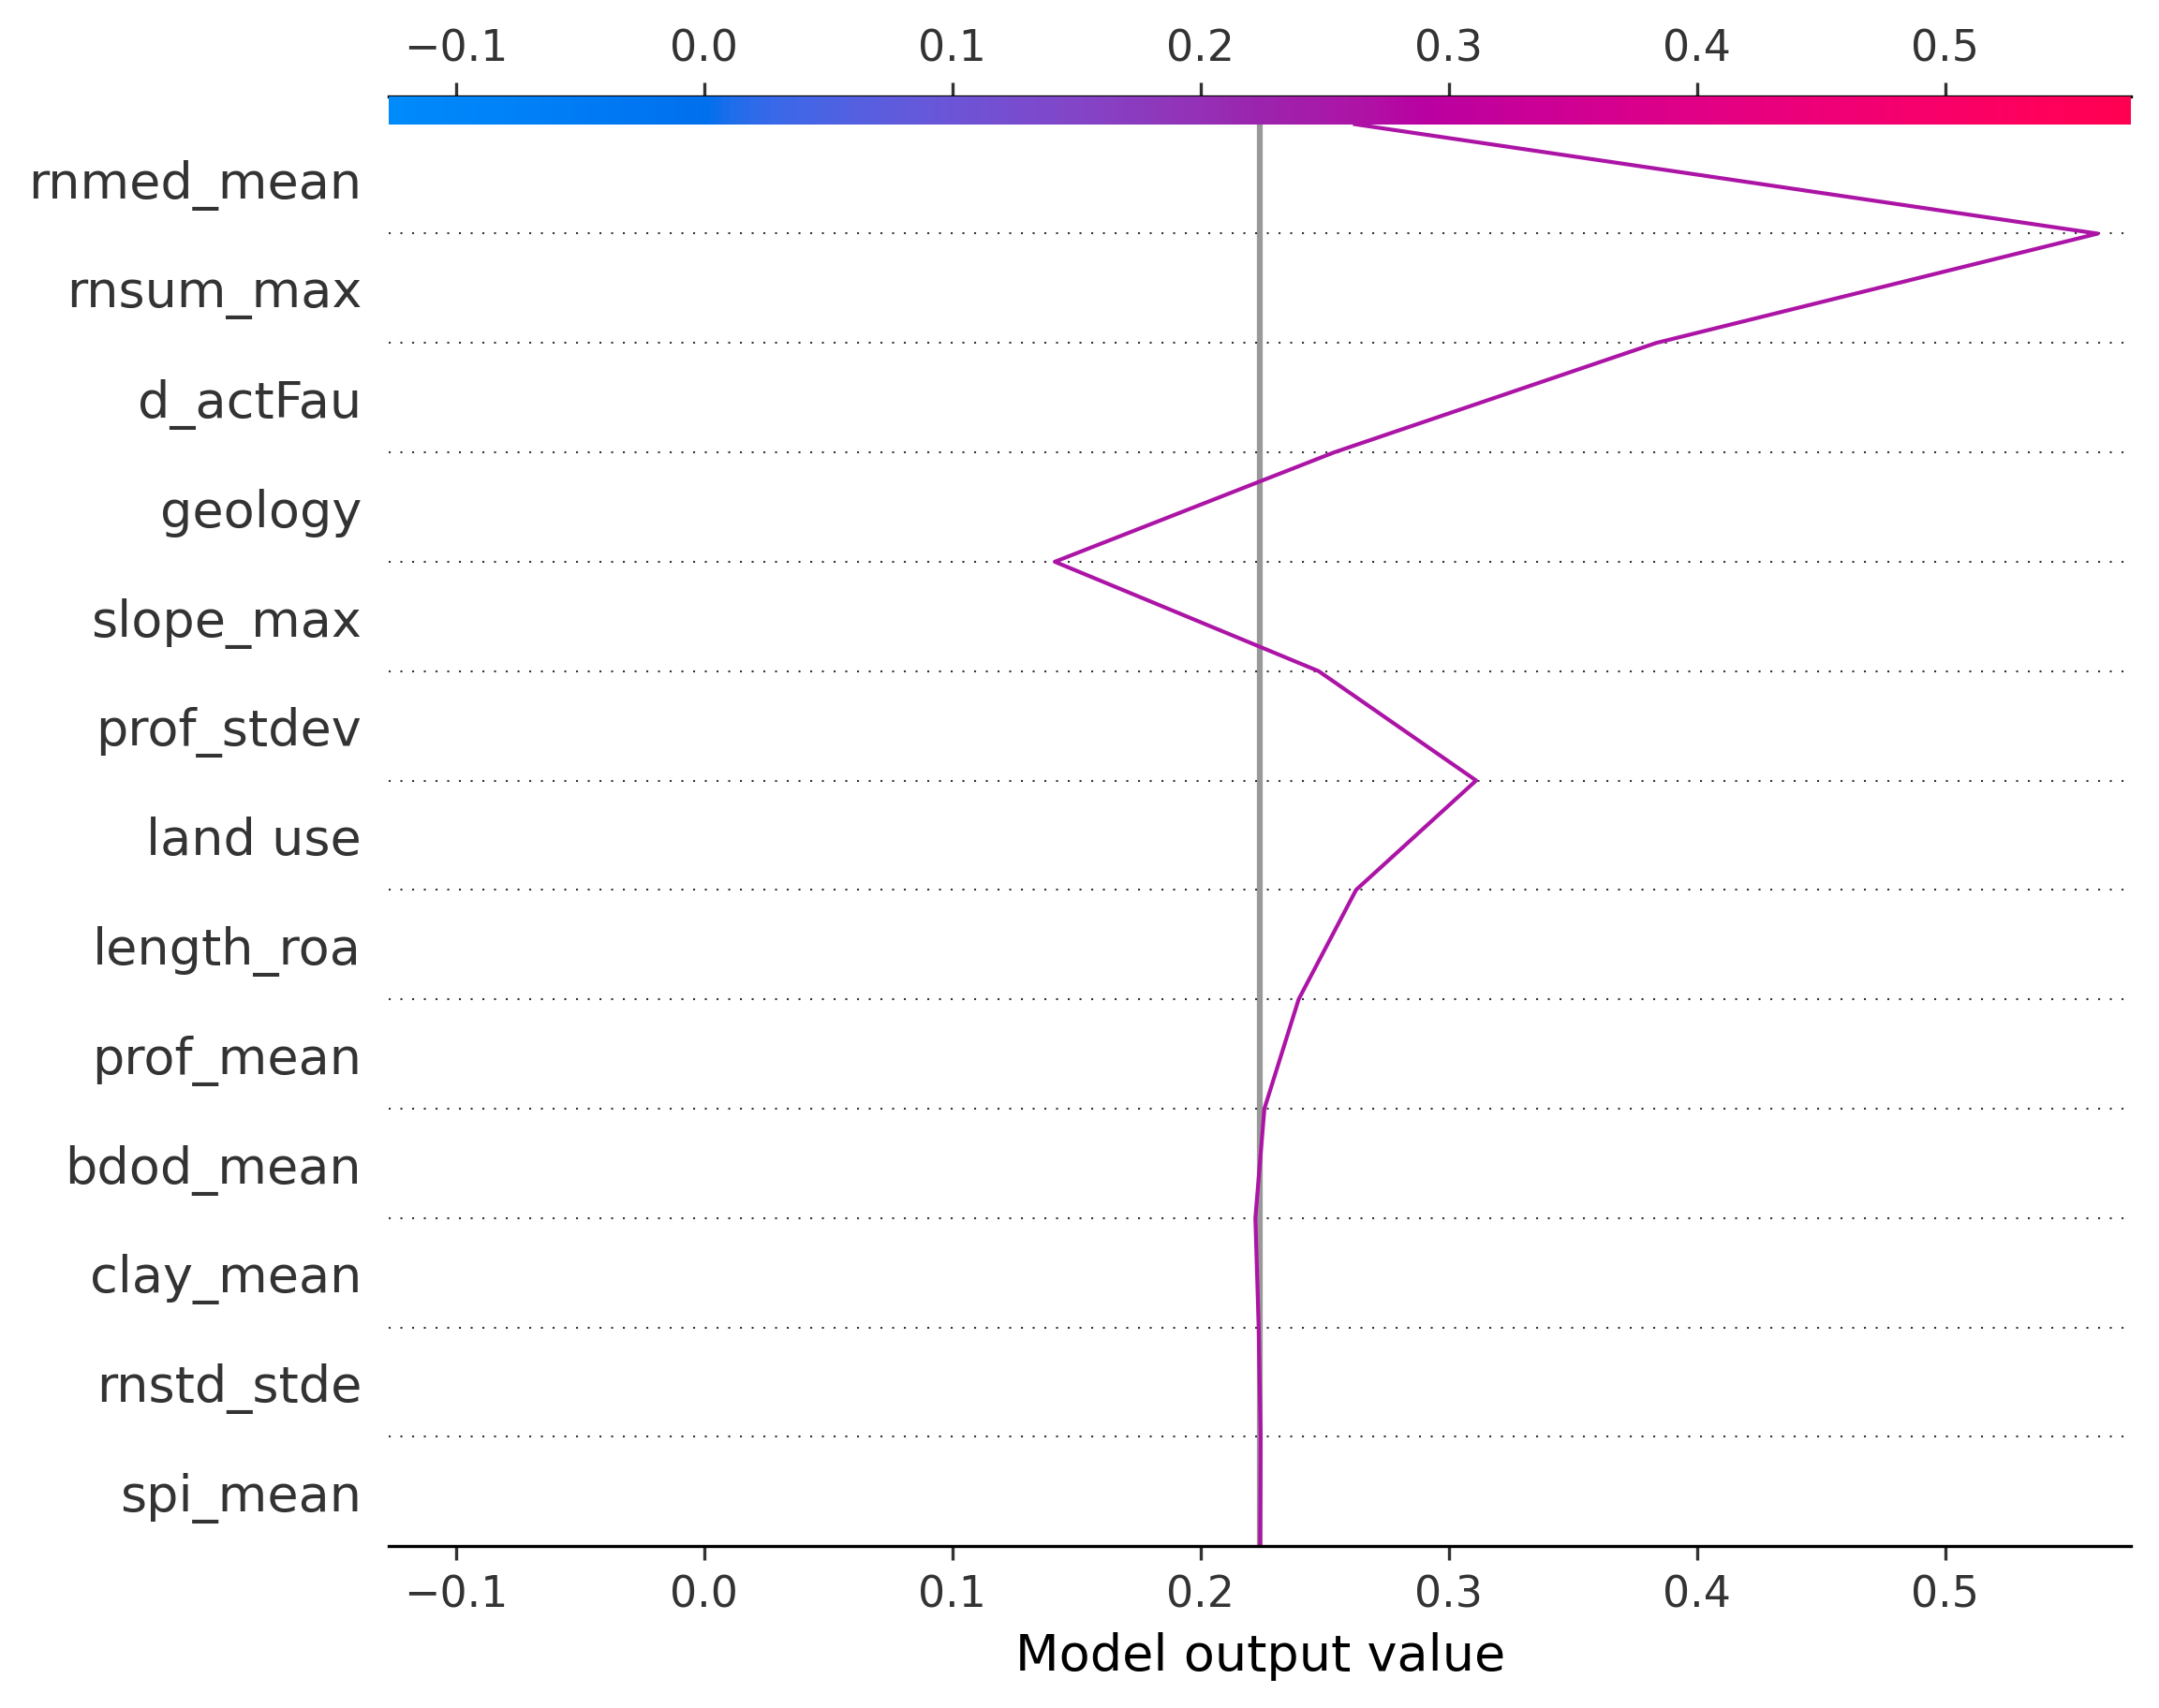 −0.1 0.0 0.1 0.2 0.3 0.4 0.5
rnmed_mean
rnsum_max
d_actFau
geology
slope_max
prof_stdev
land use
length_roa
prof_mean
bdod_mean
clay_mean
rnstd_stde
spi_mean
−0.1 0.0 0.1 0.2 0.3 0.4 0.5
Model output value